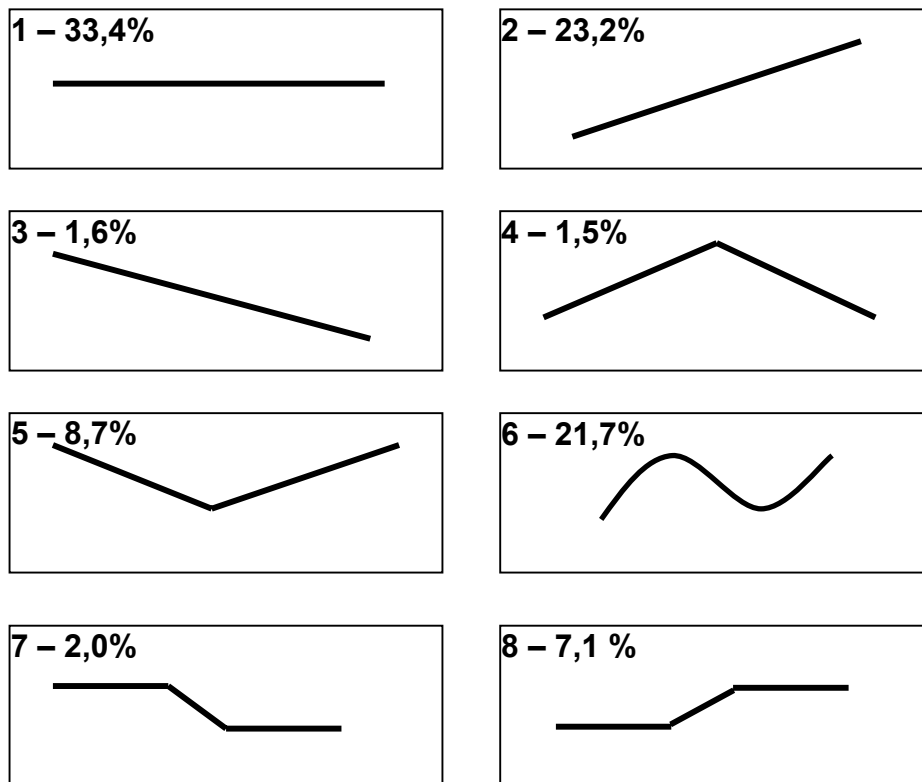 1 – 33,4%
2 – 23,2%
3 – 1,6%
4 – 1,5%
5 – 8,7%
6 – 21,7%
7 – 2,0%
8 – 7,1 %